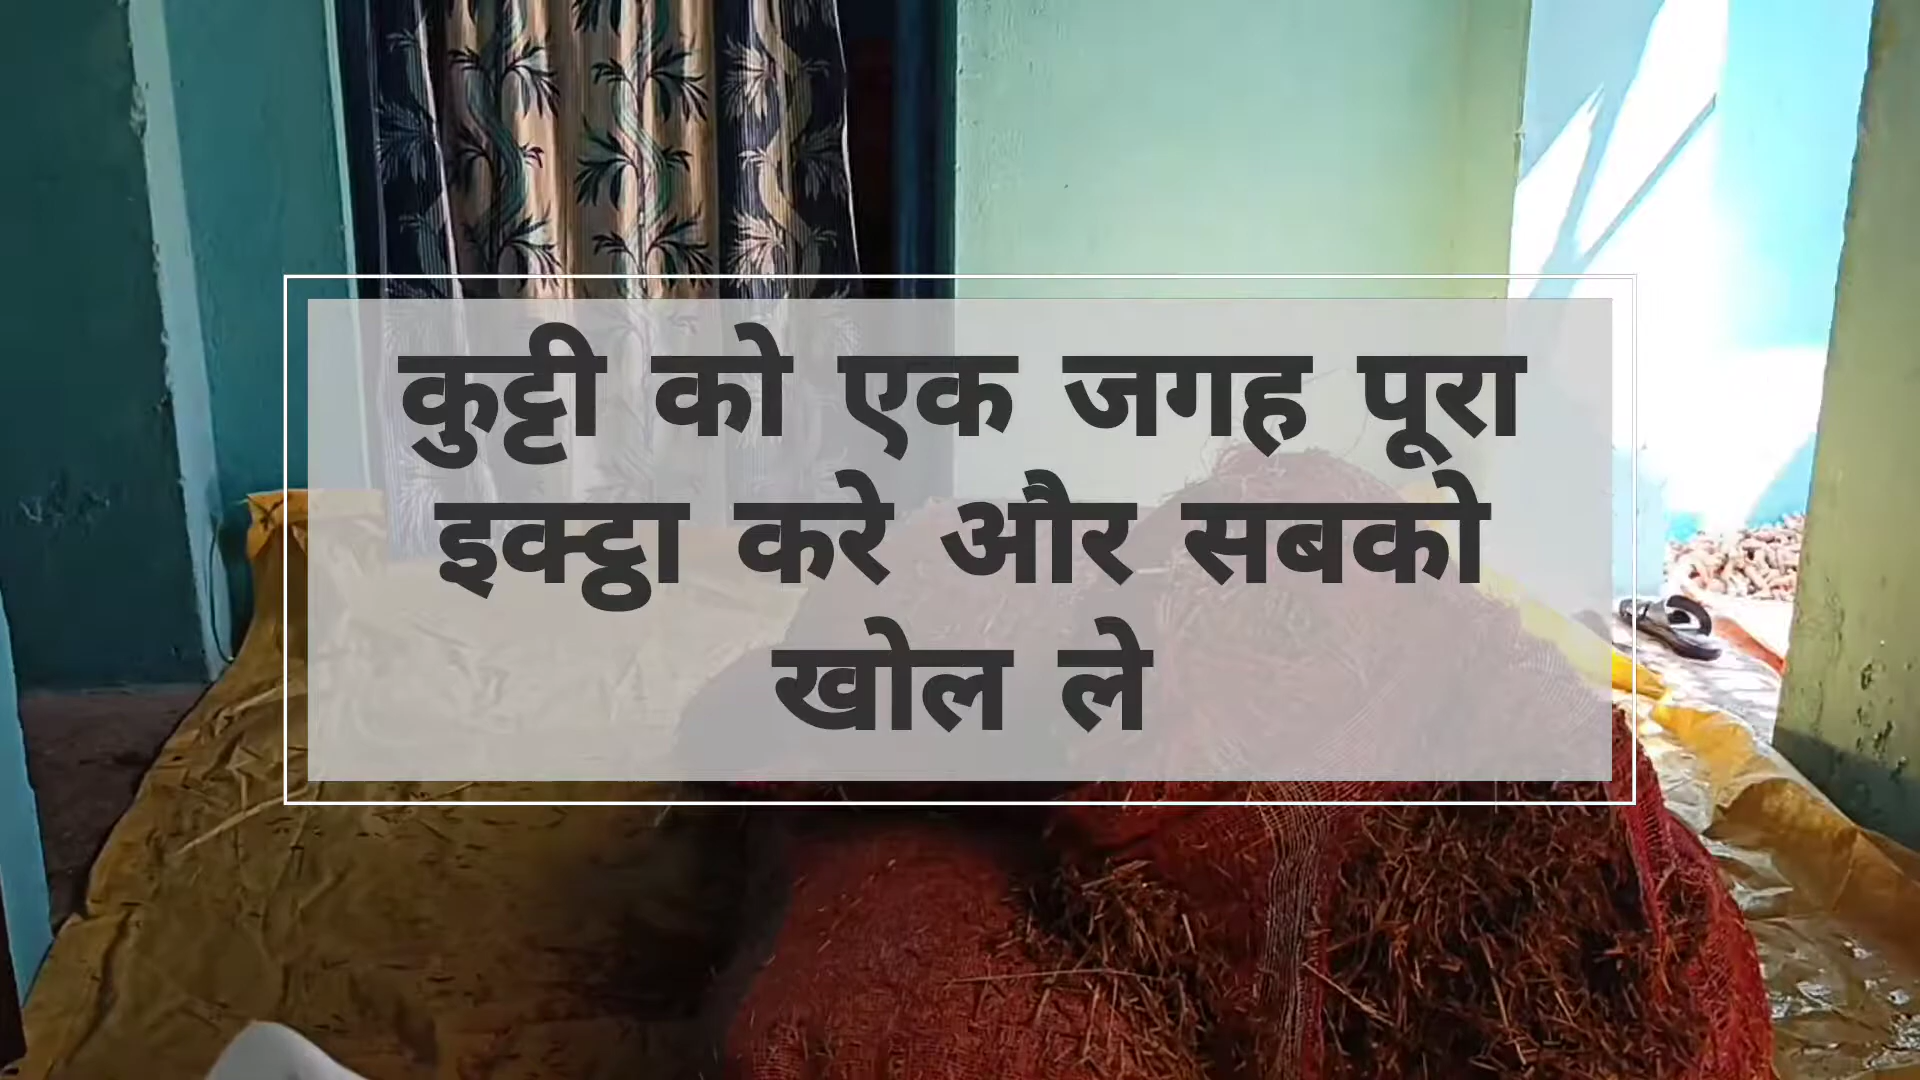 कुट्टी को एक जगह पूरा
इक्ट्ठा करे और सबको
खोल ले